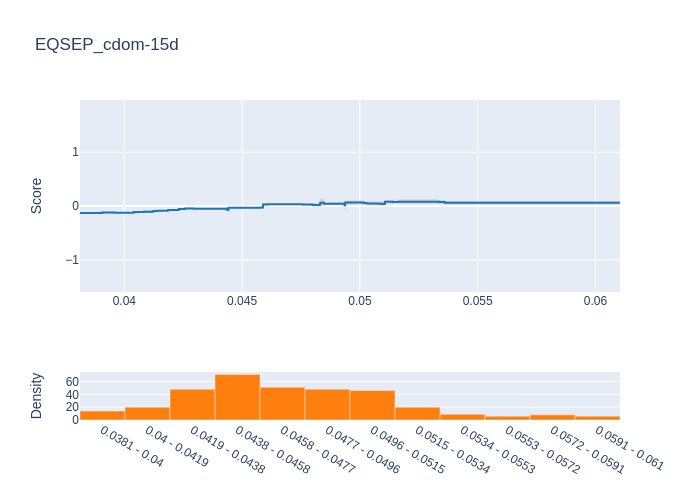 EQSEP_cdom-15d
Score
1
0
−1
0.04
0.045
0.05
0.055
0.06
Density
60
40
20
0
0.0381 - 0.04
0.04 - 0.0419
0.0419 - 0.0438
0.0438 - 0.0458
0.0458 - 0.0477
0.0477 - 0.0496
0.0496 - 0.0515
0.0515 - 0.0534
0.0534 - 0.0553
0.0553 - 0.0572
0.0572 - 0.0591
0.0591 - 0.061